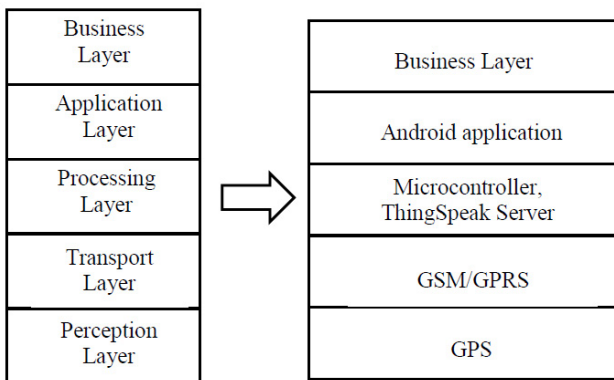 Business
Layer
Application
Layer
Processing
Layer
Transport
Layer
Perception
Layer
Business Layer
Android application
Microcontroller,
ThingSpeak Server
GSM/GPRS
GPS